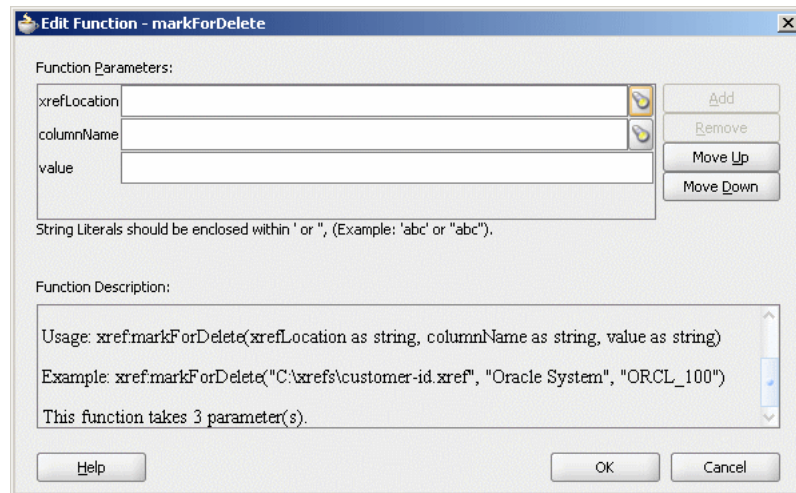 Edit Function - markForDelete
Function Parameters:
xrefLocation
Add
columnName
Remove
value
Move Up
Move Down
String Literals should be enclosed within ' or ", (Example: 'abc' or "abc").
Function Description:
Usage: xref:markForDelete(xrefLocation as string, columnName as string, value as string)
Example: xref:markForDelete("C:\xrefs\customer-id.xref", "Oracle System", "ORCL_100")
This function takes 3 parameter(s).
Help
OK
Cancel